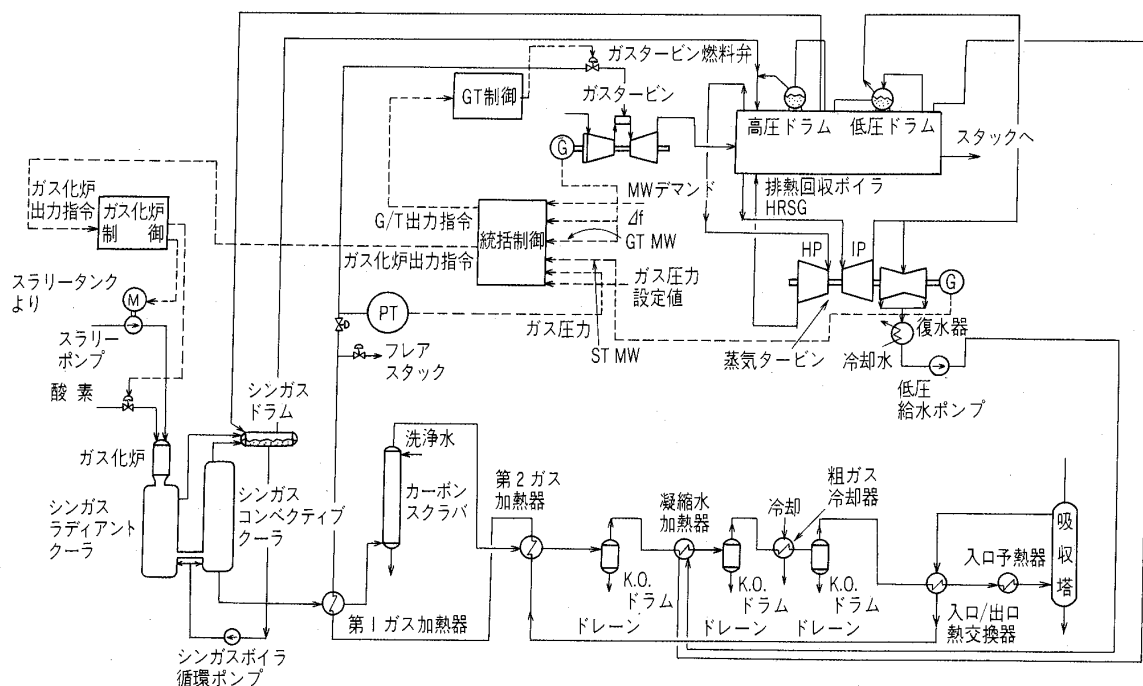 ガスタービン燃料弁
GT制御
ガスタービン
高圧ドラム
低圧ドラム
スタックへ
G
ガス化炉
出力指令
ガス化炉
制御
MWデマンド
排熱回収ボイラ
HRSG
G/T出力指令
統括制御
Δf
GT MW
ガス化炉出力指令
HP
IP
G
スラリータンク
より
M
ガス圧力
設定値
PT
ガス圧力
復水器
スラリー
ポンプ
フレア
スタック
ST MW
蒸気タービン
冷却水
酸素
シンガス
ドラム
低圧
給水ポンプ
洗浄水
ガス化炉
第2ガス
加熱器
粗ガス
冷却器
シンガス
ラディアント
クーラ
シンガス
コンベクティブ
クーラ
カーボン
スクラバ
凝縮水
加熱器
冷却
吸収塔
入口予熱器
K.O.
ドラム
K.O.
ドラム
K.O.
ドラム
第1ガス加熱器
ドレーン
ドレーン
ドレーン
入口/出口
熱交換器
シンガスボイラ
循環ポンプ